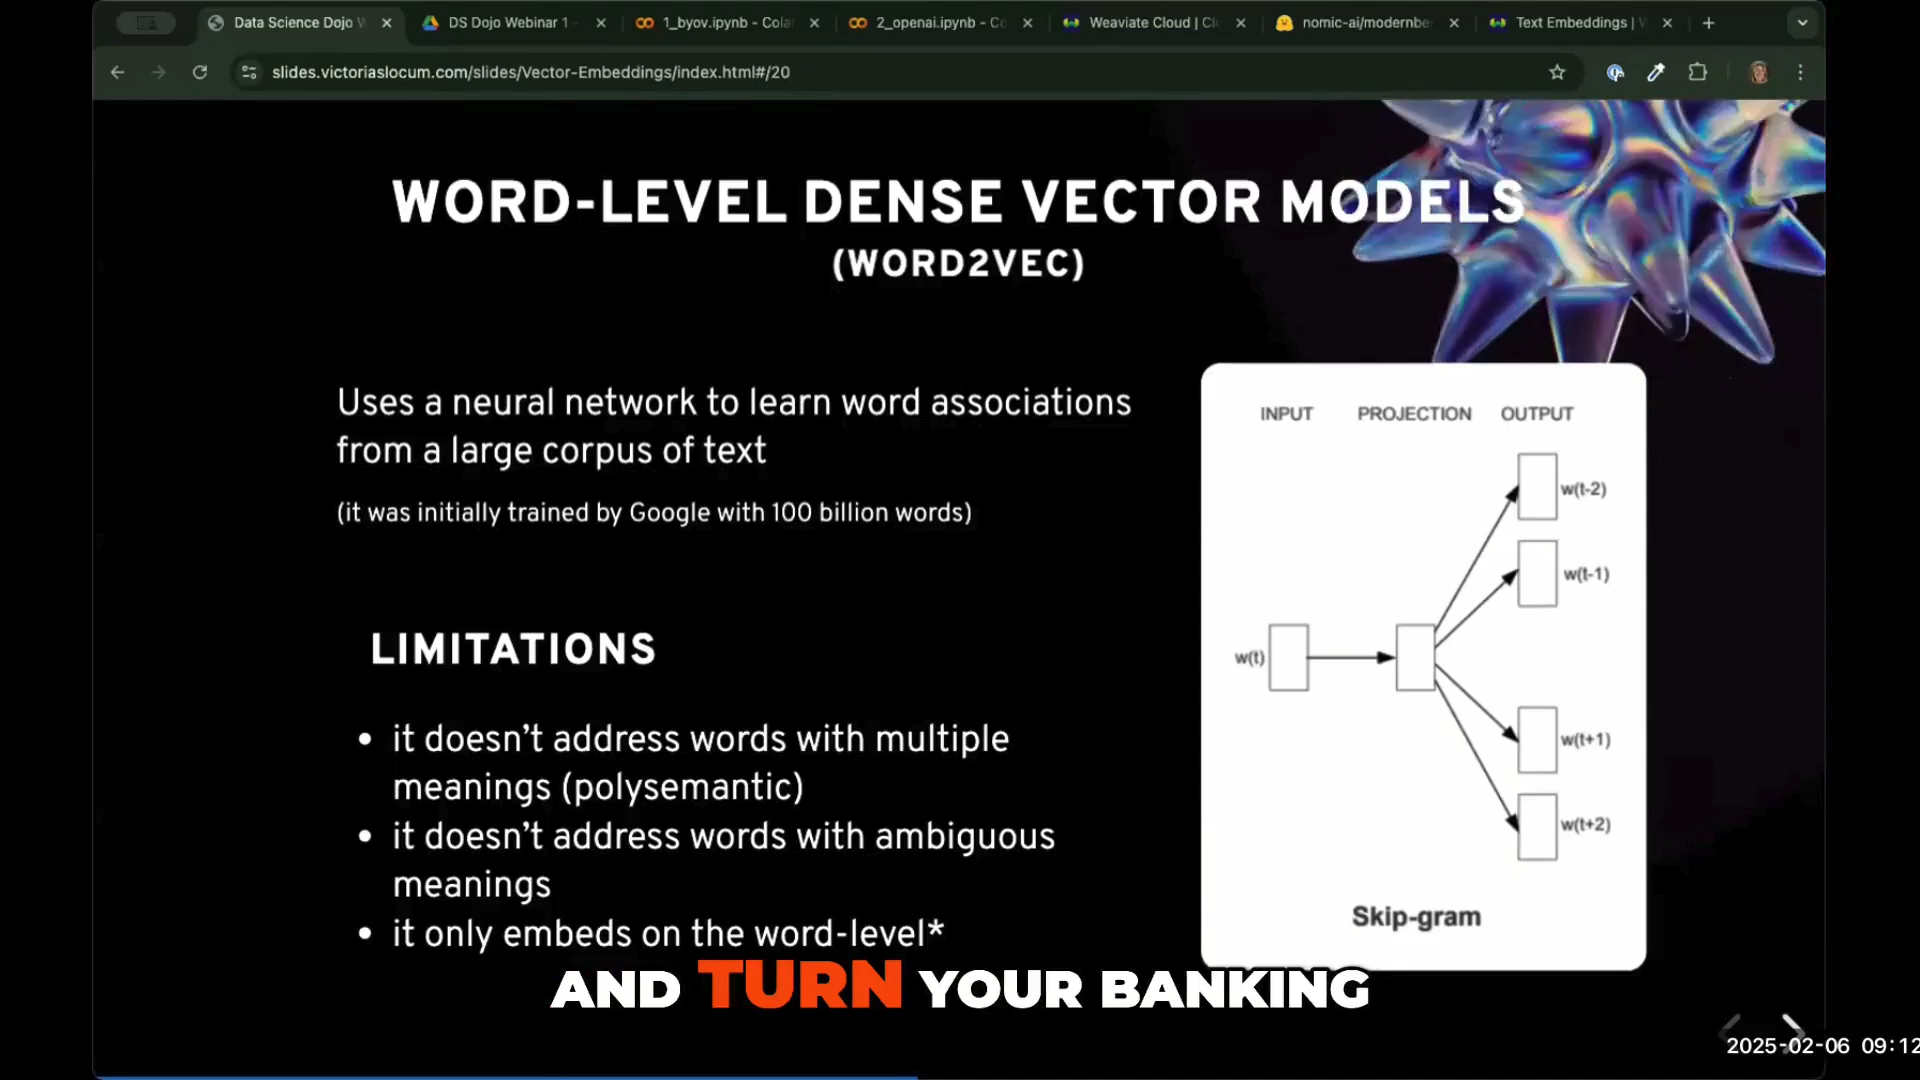 Data Science Dojo
DS Dojo Webinar 1 -
1_byov.ipynb - Cola
2_openai.ipynb - Co
Weaviate Cloud | Cl
nomic-ai/modernbe
Text Embeddings |
slides.victoriaslocum.com/slides/Vector-Embeddings/index.html#/20
WORD-LEVEL DENSE VECTOR MODELS
(WORD2VEC)
Uses a neural network to learn word associations
from a large corpus of text
(it was initially trained by Google with 100 billion words)
LIMITATIONS
• it doesn't address words with multiple
meanings (polysemantic)
• it doesn't address words with ambiguous
meanings
• it only embeds on the word-level*
INPUT PROJECTION OUTPUT
w(t-2)
w(t-1)
w(t)
w(t+1)
w(t+2)
Skip-gram
AND TURN YOUR BANKING
2025-02-06 09:12